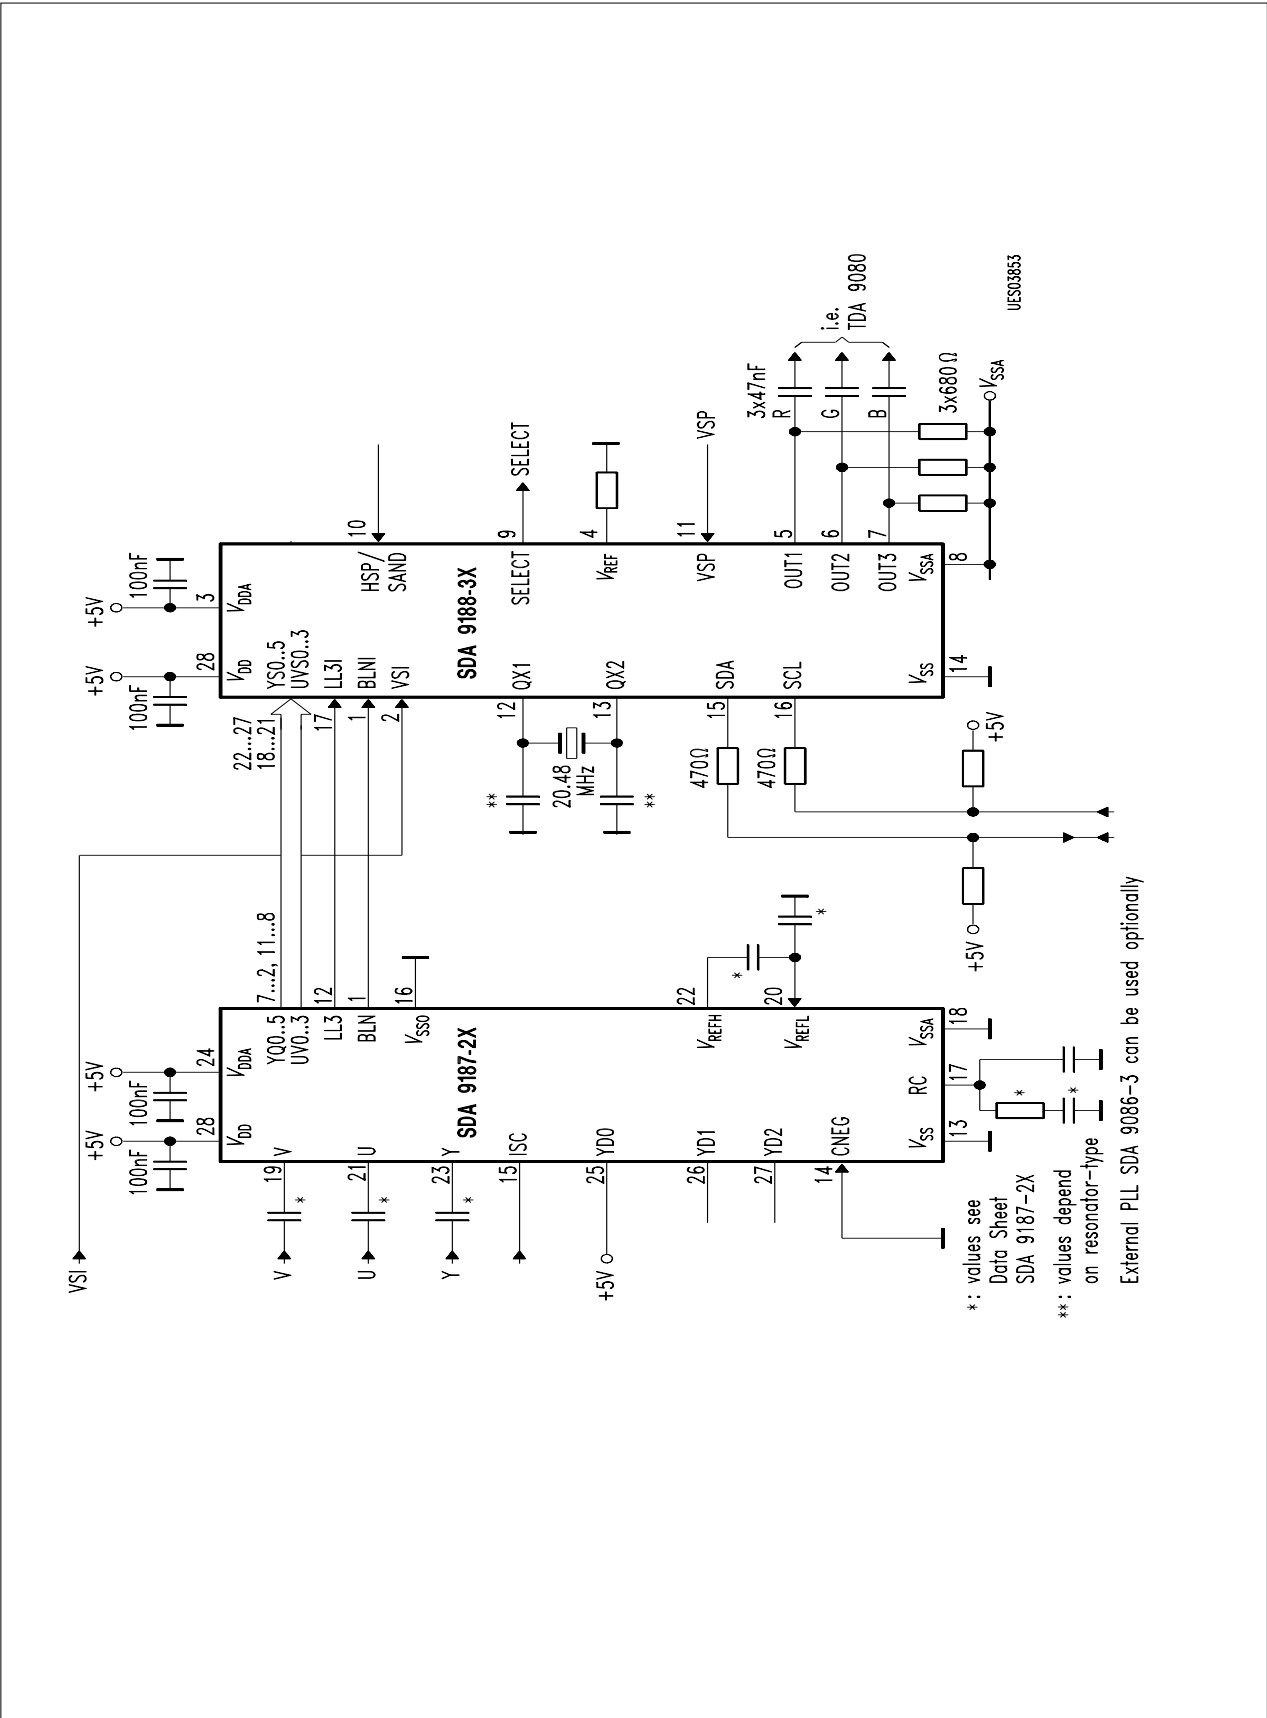 VSI
+5V
+5V
100nF
100nF
28
24
VDD
VDDA
V
19
V
U
21
U
Y
23
Y
15
ISC
+5V
25
YD0
26
YD1
27
YD2
14
CNEG
SDA 9187-2X
YQ0..5
UV0..3
7...2, 11...8
LL3
12
BLN
1
VSS0
16
VREFH
22
*
VREFL
20
*
VSS
13
RC
17
*
*
VSSA
18
*
*
*
+5V
+5V
100nF
100nF
28
3
VDD
VDDA
22...27
18...21
YS0..5
UVS0..3
17
LL3I
1
BLNI
2
VSI
12
QX1
13
QX2
**
20.48
MHz
**
15
SDA
16
SCL
470Ω
470Ω
+5V
+5V
SDA 9188-3X
HSP/
SAND
10
SELECT
9
SELECT
VREF
4
VSP
11
VSP
OUT1
5
OUT2
6
OUT3
7
VSSA
8
VSS
14
3x47nF
R
G
B
i.e.
TDA 9080
3x680Ω
VSSA
UES03853
*: values see
Data Sheet
SDA 9187-2X
**: values depend
on resonator-type
External PLL SDA 9086-3 can be used optionally